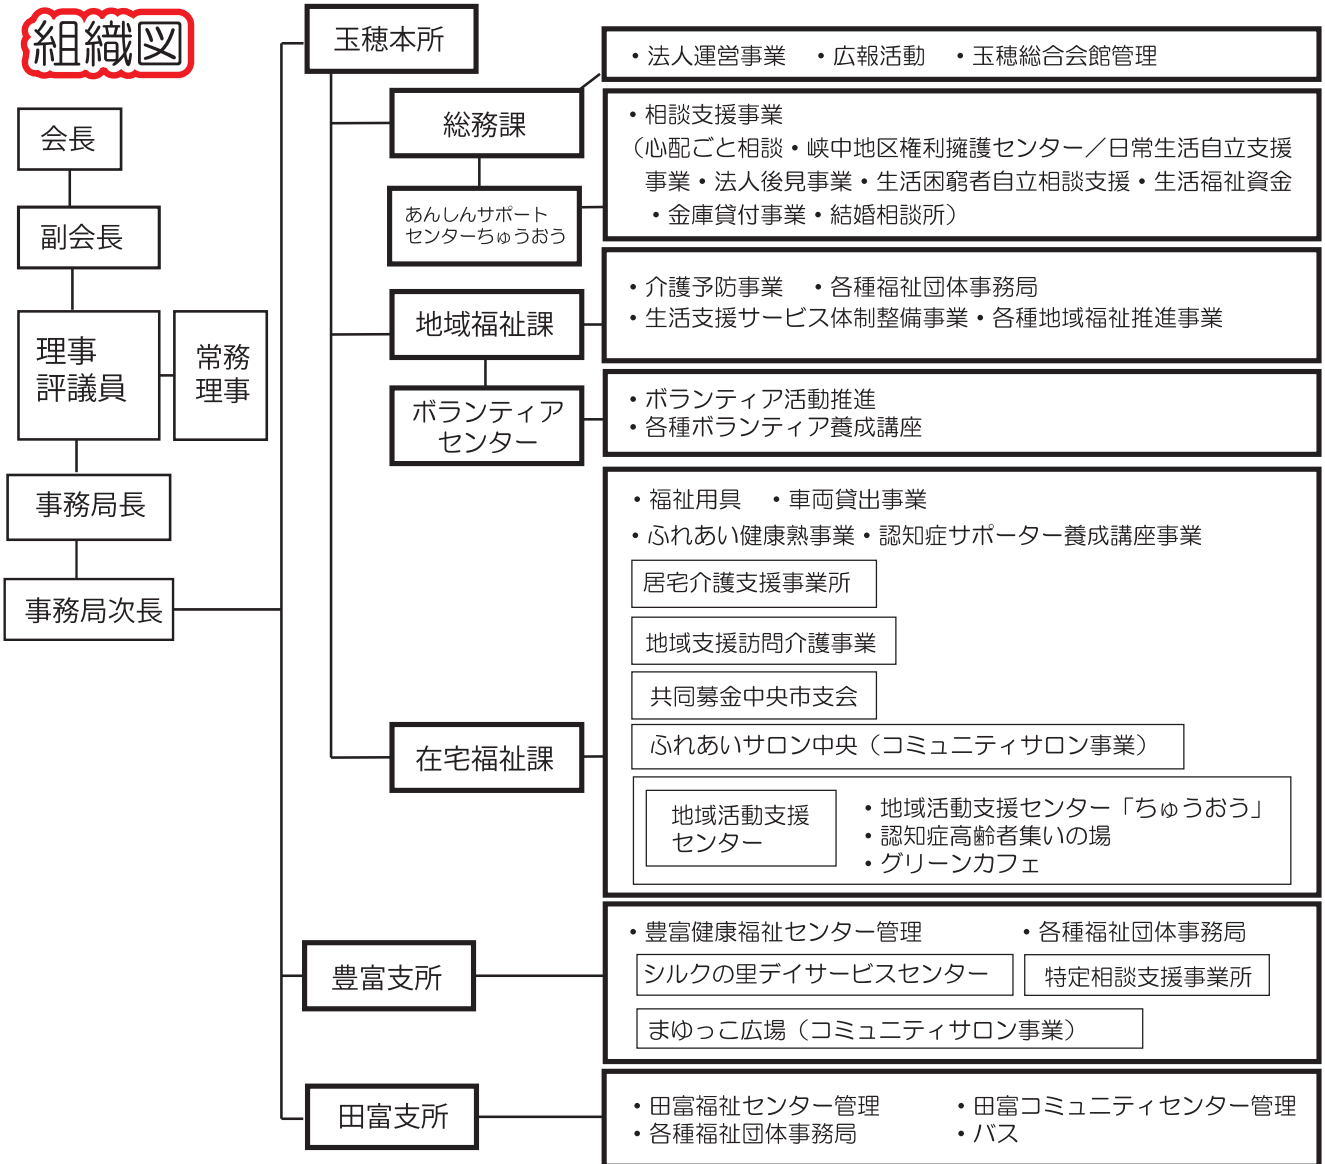 組織図
会長
副会長
理事
評議員
常務
理事
事務局長
事務局次長
玉穂本所
総務課
・法人運営事業　・広報活動　・玉穂総合会館管理
あんしんサポート
センターちゅうおう
・相談支援事業
（心配ごと相談・峡中地区権利擁護センター／日常生活自立支援
事業・法人後見事業・生活困窮者自立相談支援・生活福祉資金
・金庫貸付事業・結婚相談所）
地域福祉課
・介護予防事業　・各種福祉団体事務局
・生活支援サービス体制整備事業・各種地域福祉推進事業
ボランティア
センター
・ボランティア活動推進
・各種ボランティア養成講座
在宅福祉課
・福祉用具　・車両貸出事業
・ふれあい健康熟事業・認知症サポーター養成講座事業
居宅介護支援事業所
地域支援訪問介護事業
共同募金中央市支会
ふれあいサロン中央（コミュニティサロン事業）
地域活動支援
センター
・地域活動支援センター「ちゅうおう」
・認知症高齢者集いの場
・グリーンカフェ
豊富支所
・豊富健康福祉センター管理　・各種福祉団体事務局
シルクの里デイサービスセンター
特定相談支援事業所
まゆっこ広場（コミュニティサロン事業）
田富支所
・田富福祉センター管理　・田富コミュニティセンター管理
・各種福祉団体事務局　・バス